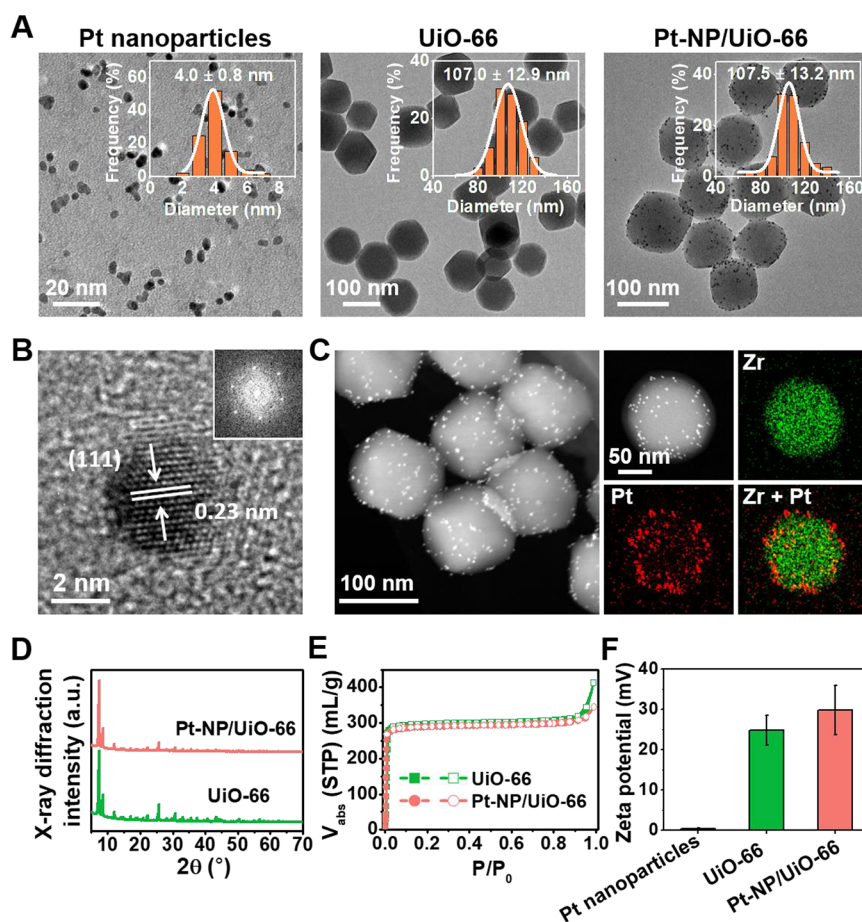 A
Pt nanoparticles
UiO-66
Pt-NP/UiO-66
Frequency (%)
60
40
20
0
4.0 ± 0.8 nm
0 2 4 6 8
Diameter (nm)
20 nm
Frequency (%)
40
20
0
107.0 ± 12.9 nm
40 80 120 160
Diameter (nm)
100 nm
Frequency (%)
40
20
0
107.5 ± 13.2 nm
40 80 120 160
Diameter (nm)
100 nm
B
(111)
0.23 nm
2 nm
C
100 nm
50 nm
Zr
Pt
Zr + Pt
D
X-ray diffraction
intensity (a.u.)
Pt-NP/UiO-66
UiO-66
10 20 30 40 50 60 70
2θ (°)
E
V_abs (STP) (mL/g)
400
300
200
100
0
UiO-66
Pt-NP/UiO-66
0.0 0.2 0.4 0.6 0.8 1.0
P/P₀
F
Zeta potential (mV)
40
30
20
10
0
Pt nanoparticles
UiO-66
Pt-NP/UiO-66